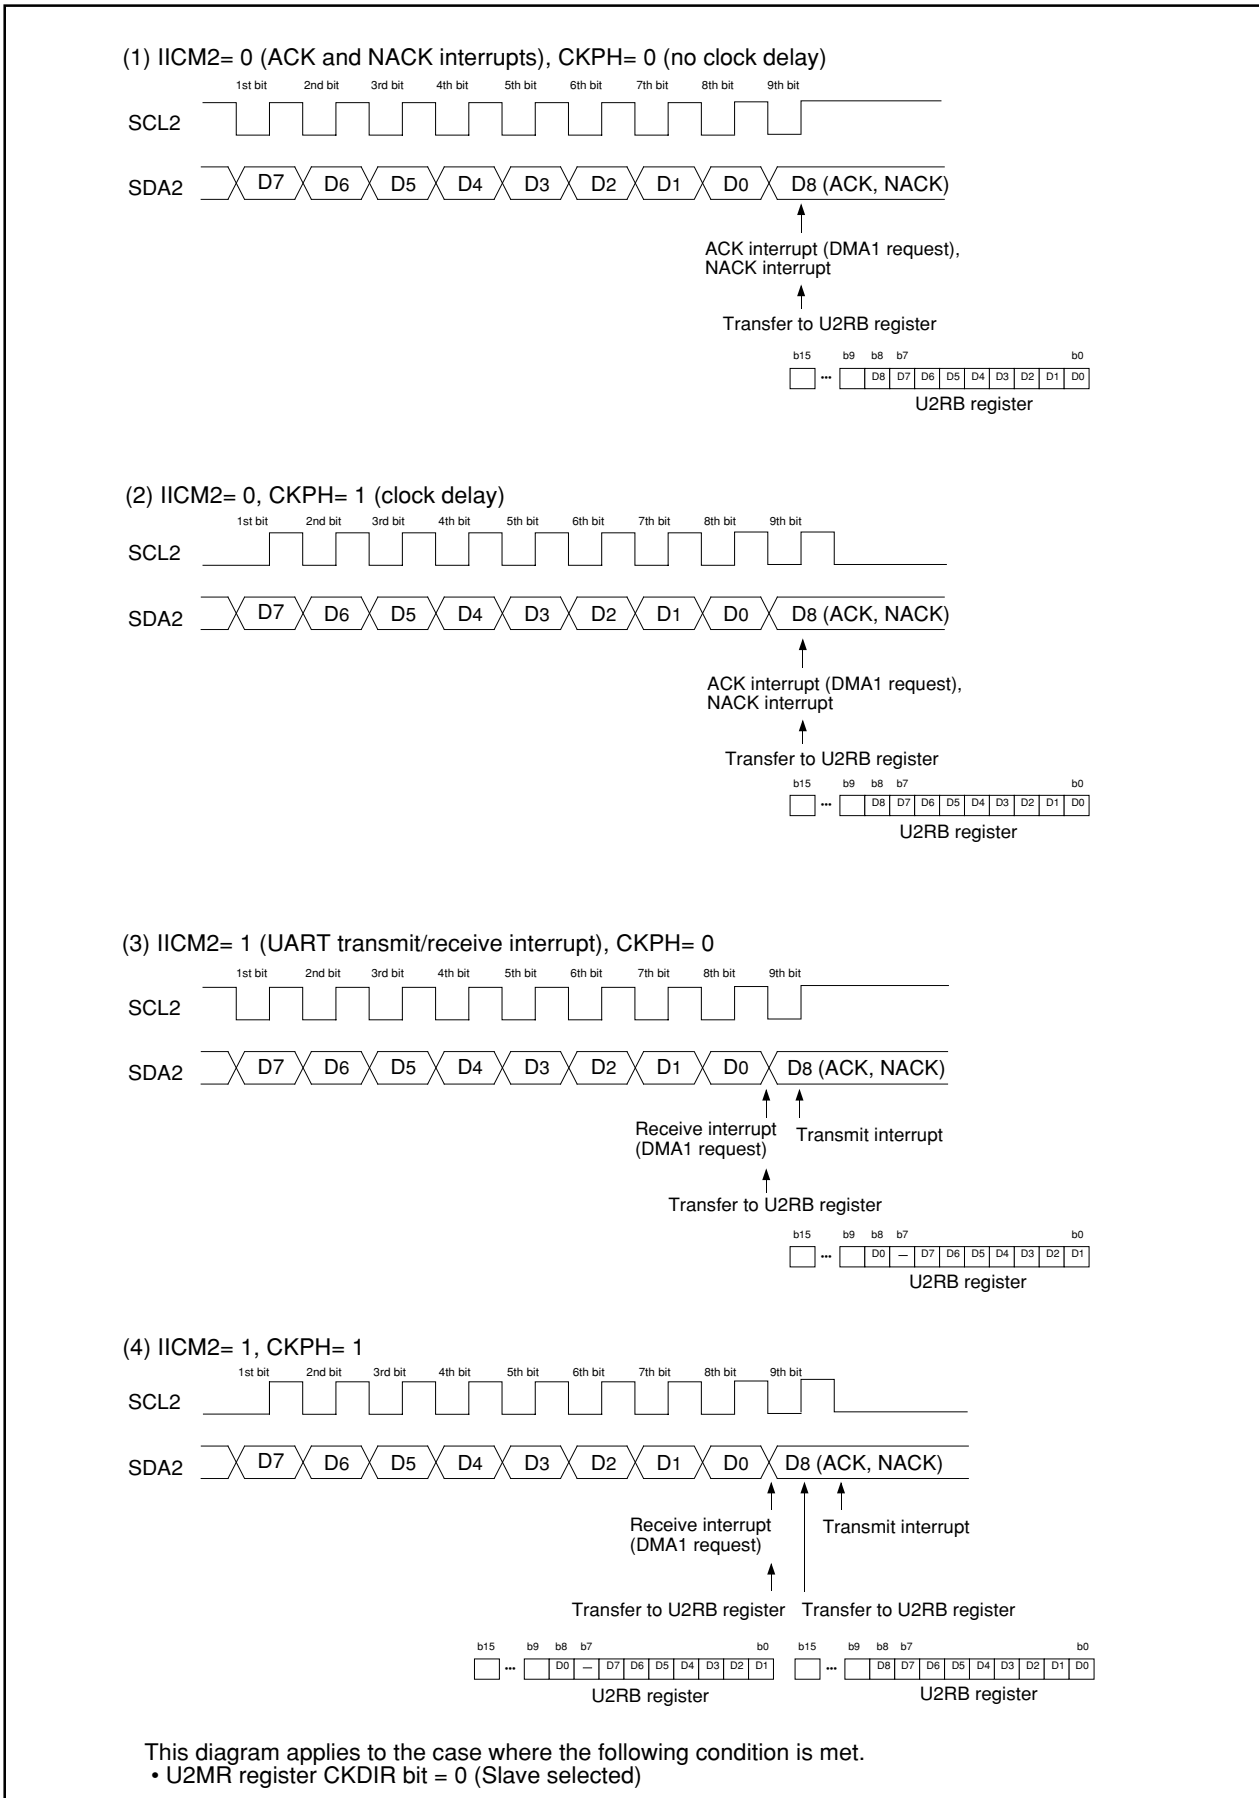 (1) IICM2= 0 (ACK and NACK interrupts), CKPH= 0 (no clock delay)
1st bit 2nd bit 3rd bit 4th bit 5th bit 6th bit 7th bit 8th bit 9th bit
SCL2
SDA2 D7 D6 D5 D4 D3 D2 D1 D0 D8 (ACK, NACK)
ACK interrupt (DMA1 request),
NACK interrupt
Transfer to U2RB register
b15 b9 b8 b7 b0
... D8 D7 D6 D5 D4 D3 D2 D1 D0
U2RB register
(2) IICM2= 0, CKPH= 1 (clock delay)
1st bit 2nd bit 3rd bit 4th bit 5th bit 6th bit 7th bit 8th bit 9th bit
SCL2
SDA2 D7 D6 D5 D4 D3 D2 D1 D0 D8 (ACK, NACK)
ACK interrupt (DMA1 request),
NACK interrupt
Transfer to U2RB register
b15 b9 b8 b7 b0
... D8 D7 D6 D5 D4 D3 D2 D1 D0
U2RB register
(3) IICM2= 1 (UART transmit/receive interrupt), CKPH= 0
1st bit 2nd bit 3rd bit 4th bit 5th bit 6th bit 7th bit 8th bit 9th bit
SCL2
SDA2 D7 D6 D5 D4 D3 D2 D1 D0 D8 (ACK, NACK)
Receive interrupt Transmit interrupt
(DMA1 request)
Transfer to U2RB register
b15 b9 b8 b7 b0
... D0 — D7 D6 D5 D4 D3 D2 D1
U2RB register
(4) IICM2= 1, CKPH= 1
1st bit 2nd bit 3rd bit 4th bit 5th bit 6th bit 7th bit 8th bit 9th bit
SCL2
SDA2 D7 D6 D5 D4 D3 D2 D1 D0 D8 (ACK, NACK)
Receive interrupt Transmit interrupt
(DMA1 request)
Transfer to U2RB register Transfer to U2RB register
b15 b9 b8 b7 b0 b15 b9 b8 b7 b0
... D0 — D7 D6 D5 D4 D3 D2 D1 ... D8 D7 D6 D5 D4 D3 D2 D1 D0
U2RB register U2RB register
This diagram applies to the case where the following condition is met.
• U2MR register CKDIR bit = 0 (Slave selected)